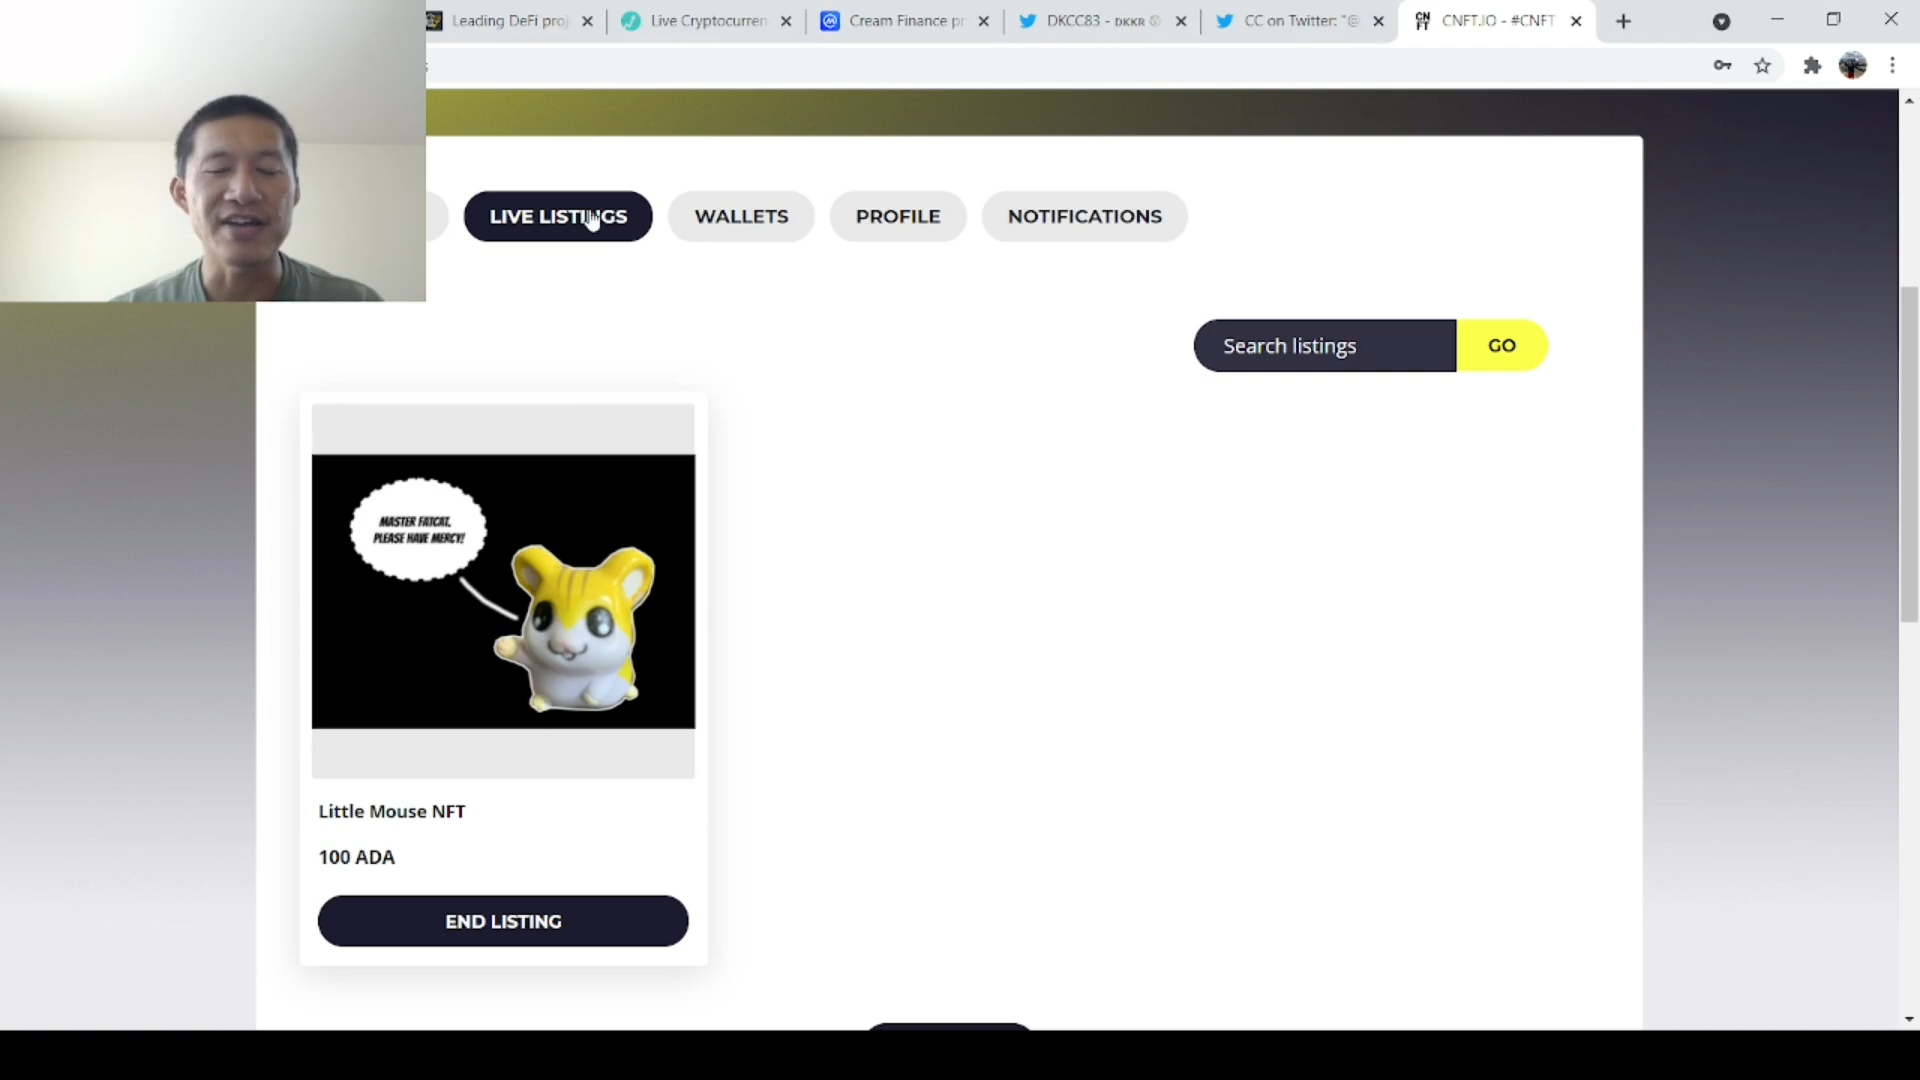 Leading DeFi proj
Live Cryptocurren
Cream Finance pr
DKCC83 - DKKR
CC on Twitter: "@
CNFT.IO - #CNFT
LIVE LISTINGS
WALLETS
PROFILE
NOTIFICATIONS
Search listings
GO
MASTER FATCAT,
PLEASE HAVE MERCY!
Little Mouse NFT
100 ADA
END LISTING